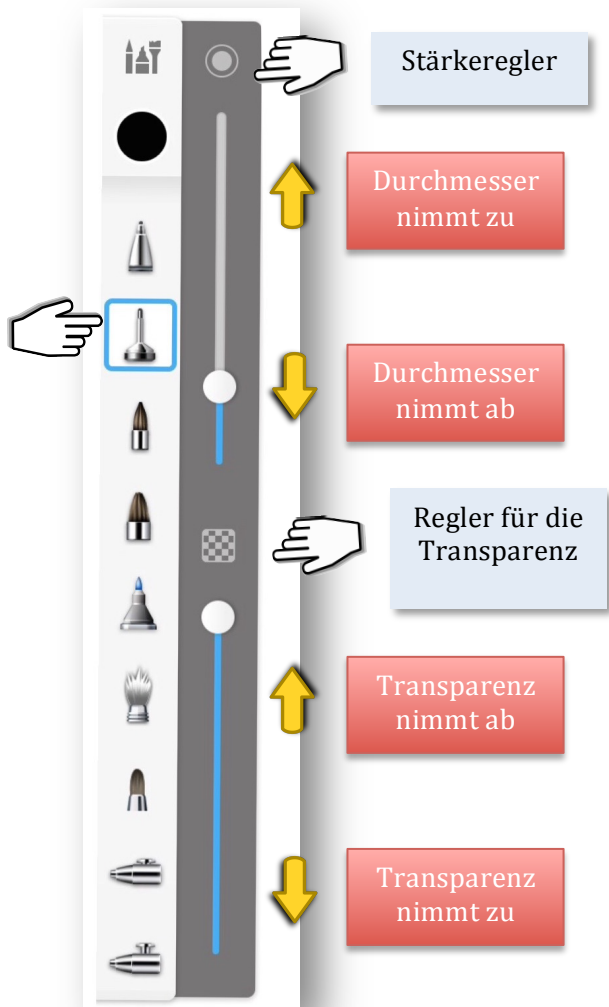 Stärkeregler
Durchmesser
nimmt zu
Durchmesser
nimmt ab
Regler für die
Transparenz
Transparenz
nimmt ab
Transparenz
nimmt zu